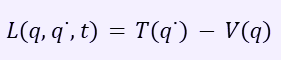 L(q, q˙, t) = T(q˙) − V(q)